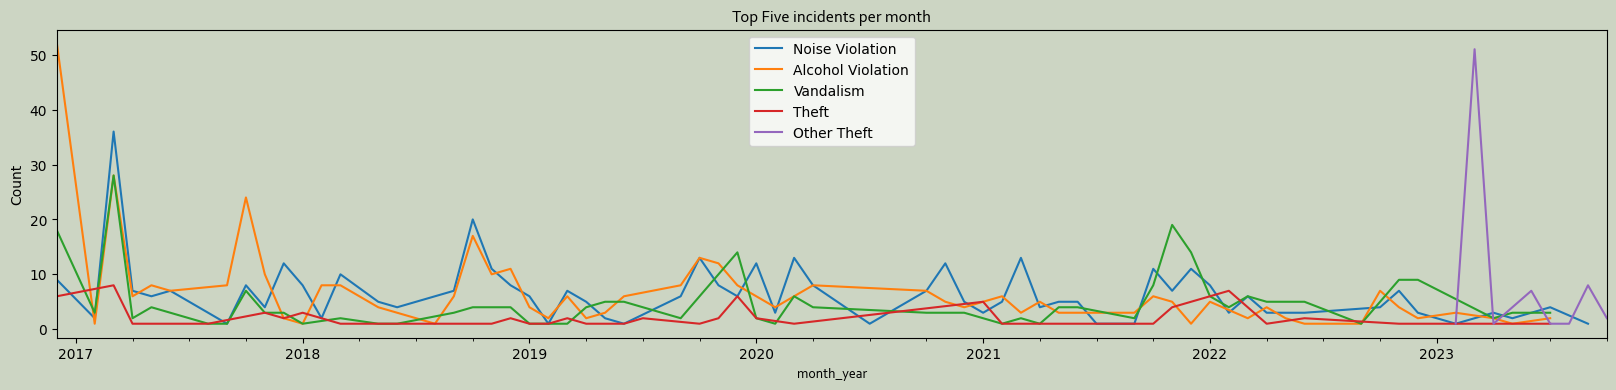 Top Five incidents per month
Noise Violation
Alcohol Violation
Vandalism
Theft
Other Theft
Count
50
40
30
20
10
0
2017 2018 2019 2020 2021 2022 2023
month_year